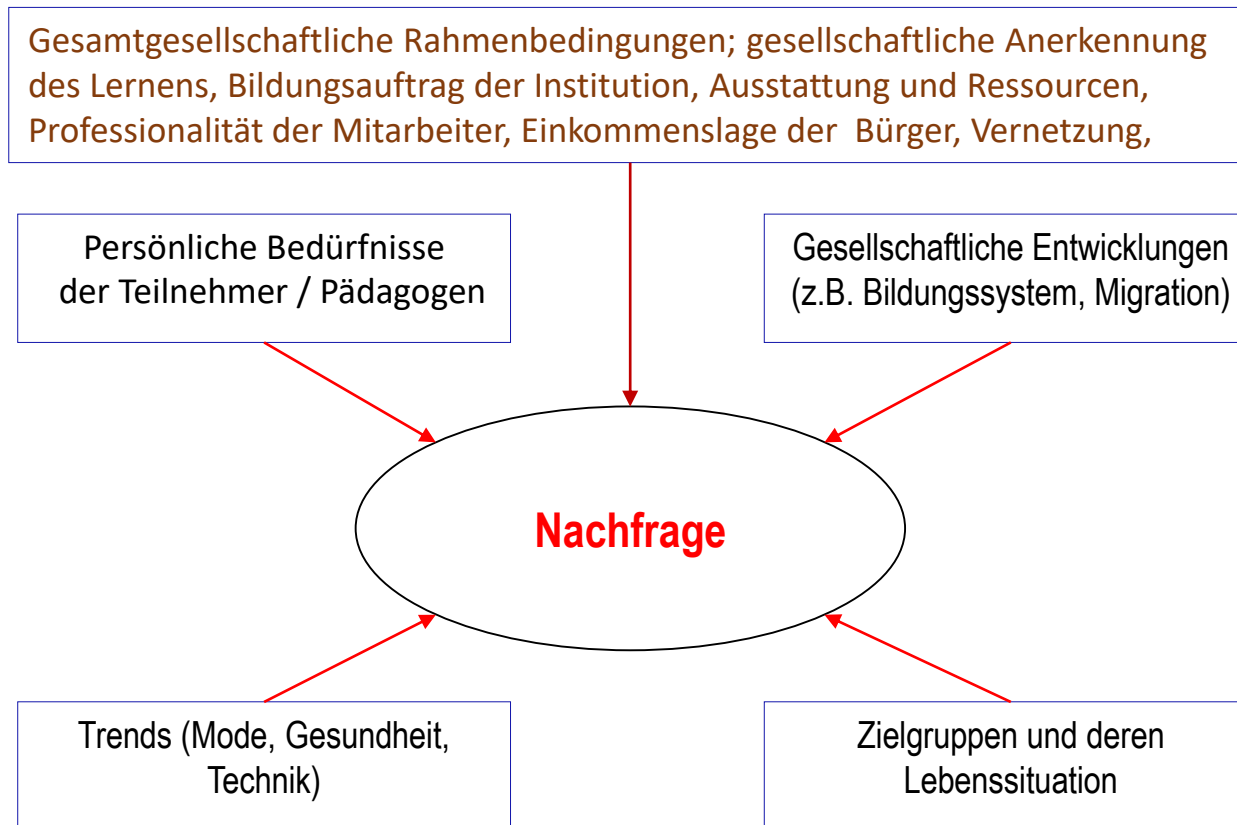 Gesamtgesellschaftliche Rahmenbedingungen; gesellschaftliche Anerkennung
des Lernens, Bildungsauftrag der Institution, Ausstattung und Ressourcen,
Professionalität der Mitarbeiter, Einkommenslage der Bürger, Vernetzung,
Persönliche Bedürfnisse
der Teilnehmer / Pädagogen
Gesellschaftliche Entwicklungen
(z.B. Bildungssystem, Migration)
Nachfrage
Trends (Mode, Gesundheit,
Technik)
Zielgruppen und deren
Lebenssituation